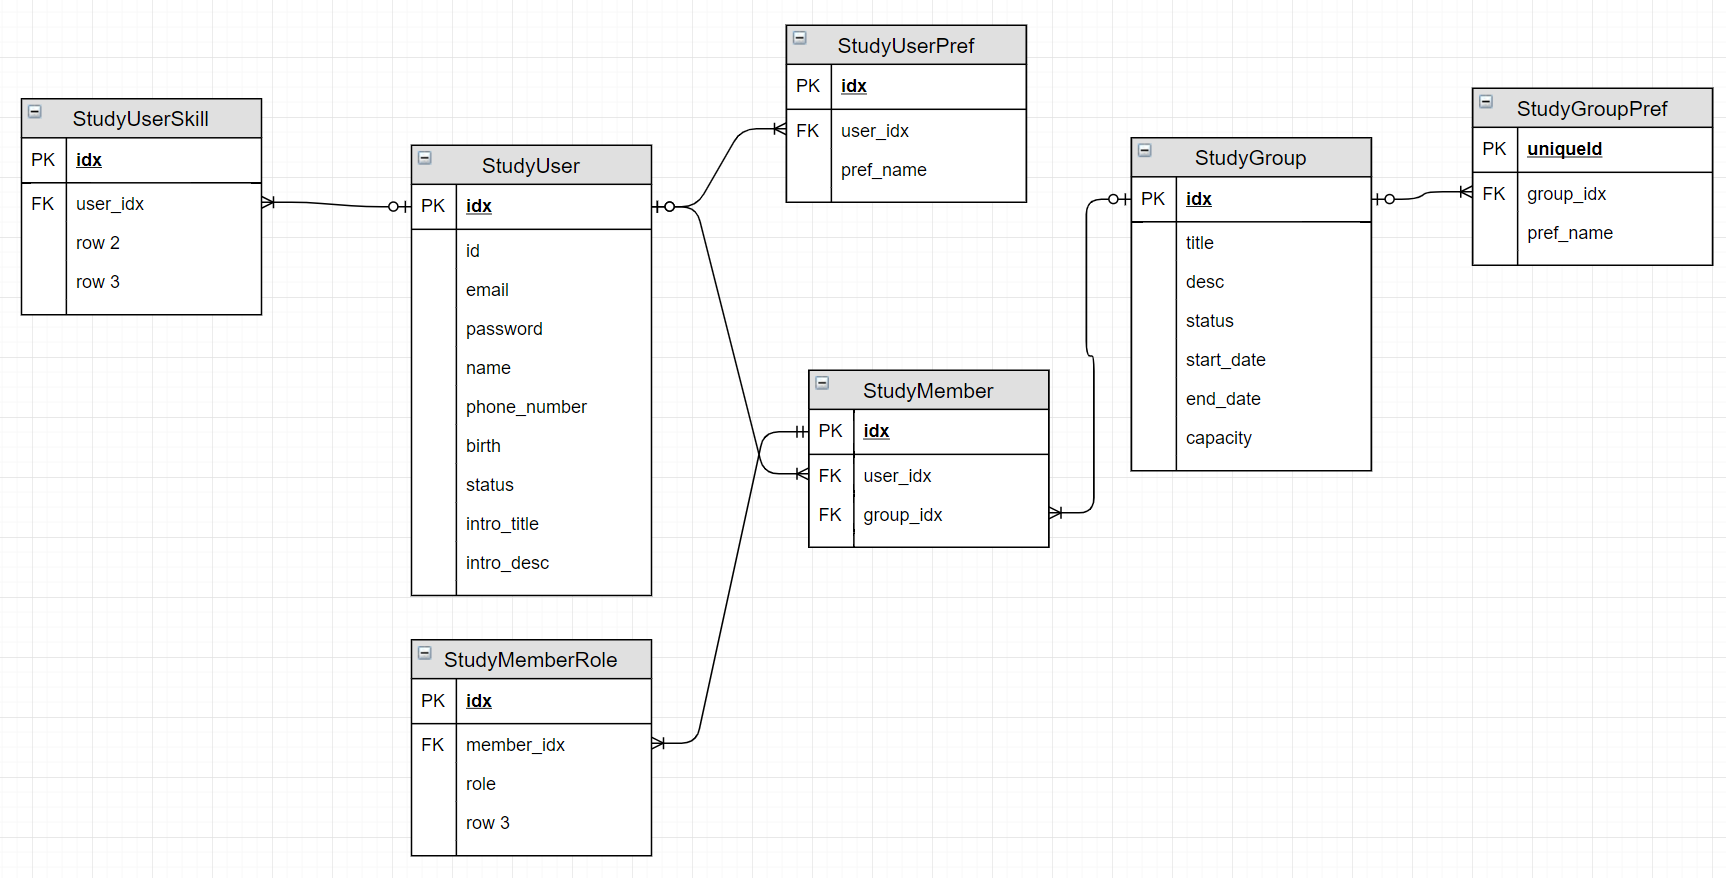 StudyUserPref
PK idx
FK user_idx
pref_name
StudyUserSkill
PK idx
FK user_idx
row 2
row 3
StudyUser
PK idx
id
email
password
name
phone_number
birth
status
intro_title
intro_desc
StudyGroup
PK idx
title
desc
status
start_date
end_date
capacity
StudyGroupPref
PK uniqueId
FK group_idx
pref_name
StudyMember
PK idx
FK user_idx
FK group_idx
StudyMemberRole
PK idx
FK member_idx
role
row 3